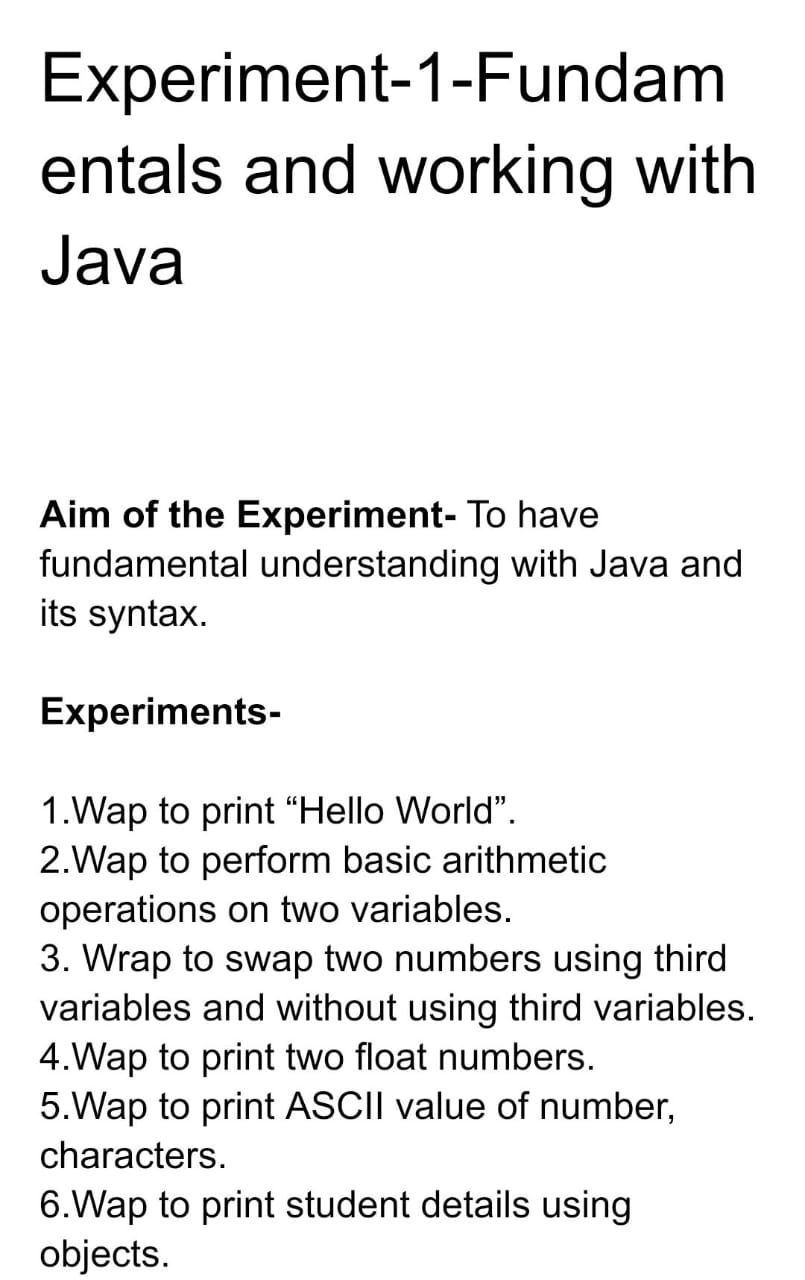 Experiment-1-Fundam
entals and working with
Java
Aim of the Experiment- To have
fundamental understanding with Java and
its syntax.
Experiments-
1.Wap to print “Hello World”.
2.Wap to perform basic arithmetic
operations on two variables.
3. Wrap to swap two numbers using third
variables and without using third variables.
4.Wap to print two float numbers.
5.Wap to print ASCII value of number,
characters.
6.Wap to print student details using
objects.